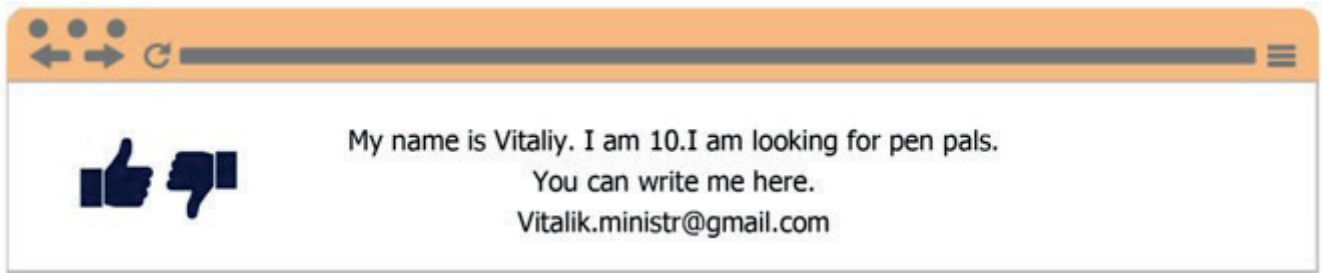 My name is Vitaliy. I am 10.I am looking for pen pals.
You can write me here.
Vitalik.ministr@gmail.com